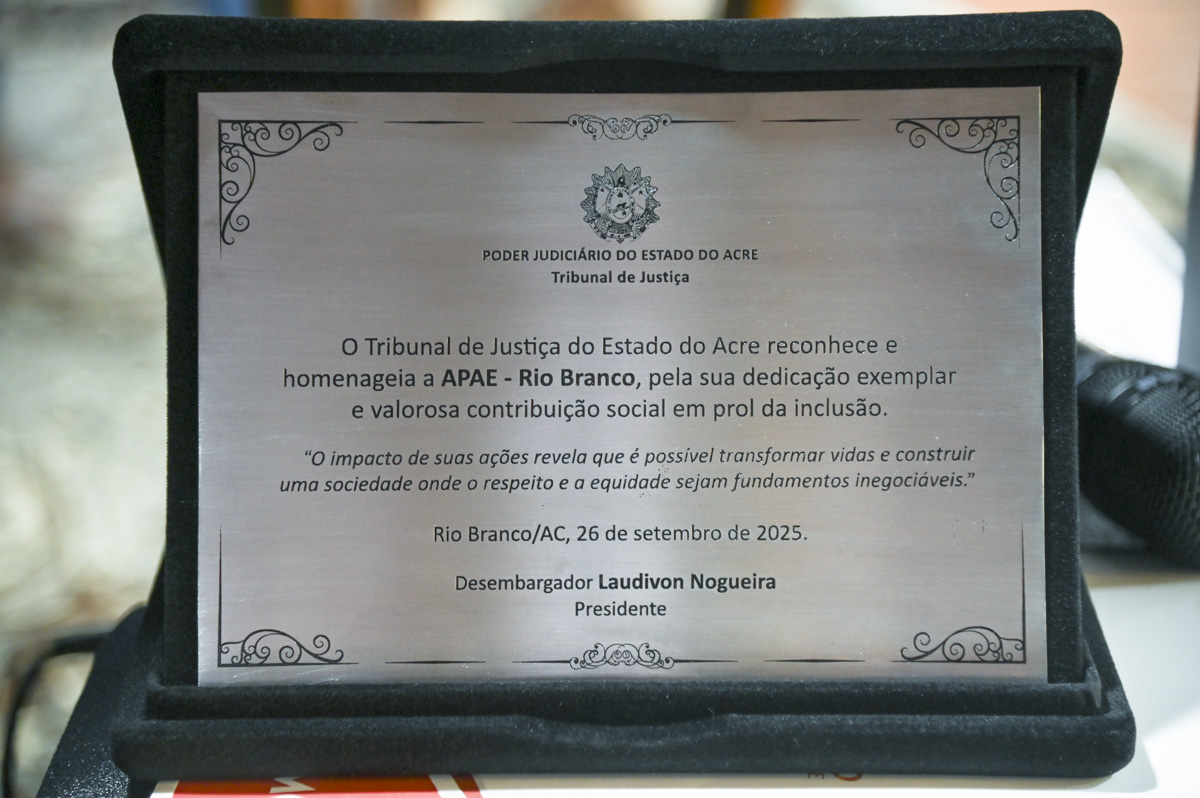 PODER JUDICIÁRIO DO ESTADO DO ACRE
Tribunal de Justiça
O Tribunal de Justiça do Estado do Acre reconhece e
homenageia a APAE - Rio Branco, pela sua dedicação exemplar
e valorosa contribuição social em prol da inclusão.
“O impacto de suas ações revela que é possível transformar vidas e construir
uma sociedade onde o respeito e a equidade sejam fundamentos inegociáveis.”
Rio Branco/AC, 26 de setembro de 2025.
Desembargador Laudivon Nogueira
Presidente